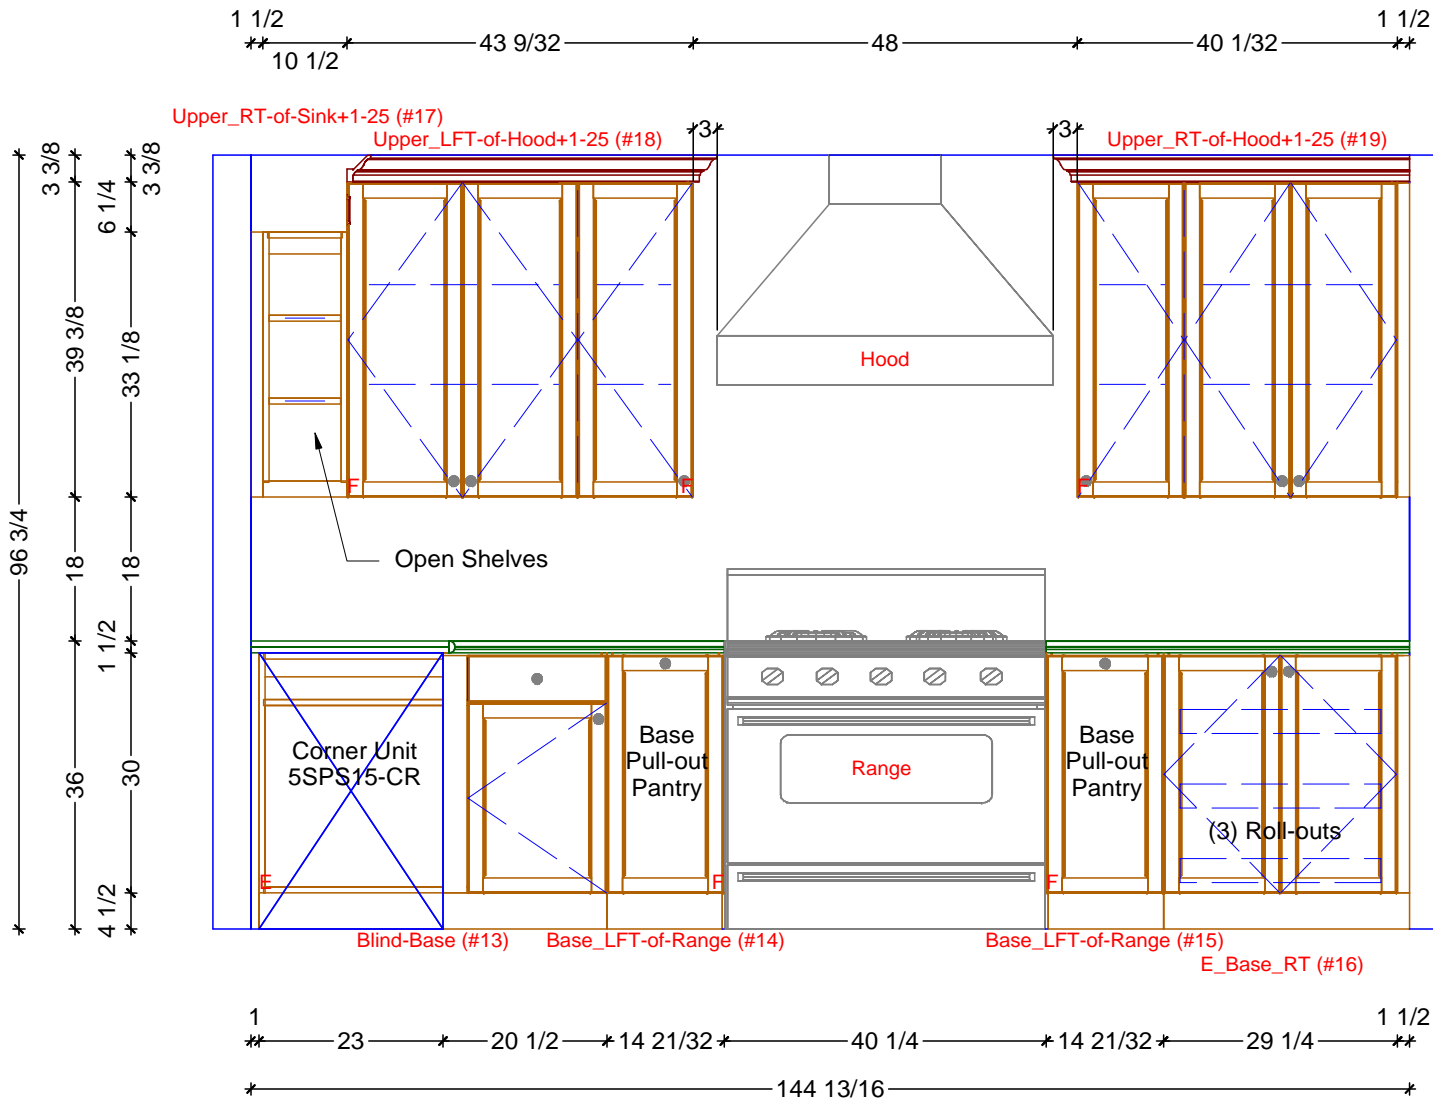 1 1/2
1 1/2
43 9/32
48
40 1/32
10 1/2
Upper_RT-of-Sink+1-25 (#17)
Upper_LFT-of-Hood+1-25 (#18)
3
3
Upper_RT-of-Hood+1-25 (#19)
3 3/8
3 3/8
6 1/4
39 3/8
33 1/8
Hood
F
F
F
96 3/4
18
18
Open Shelves
1 1/2
36
30
4 1/2
Corner Unit
5SPS15-CR
Base
Pull-out
Pantry
Range
Base
Pull-out
Pantry
(3) Roll-outs
E
F
F
Blind-Base (#13)
Base_LFT-of-Range (#14)
Base_LFT-of-Range (#15)
E_Base_RT (#16)
1
1 1/2
23
20 1/2
14 21/32
40 1/4
14 21/32
29 1/4
144 13/16